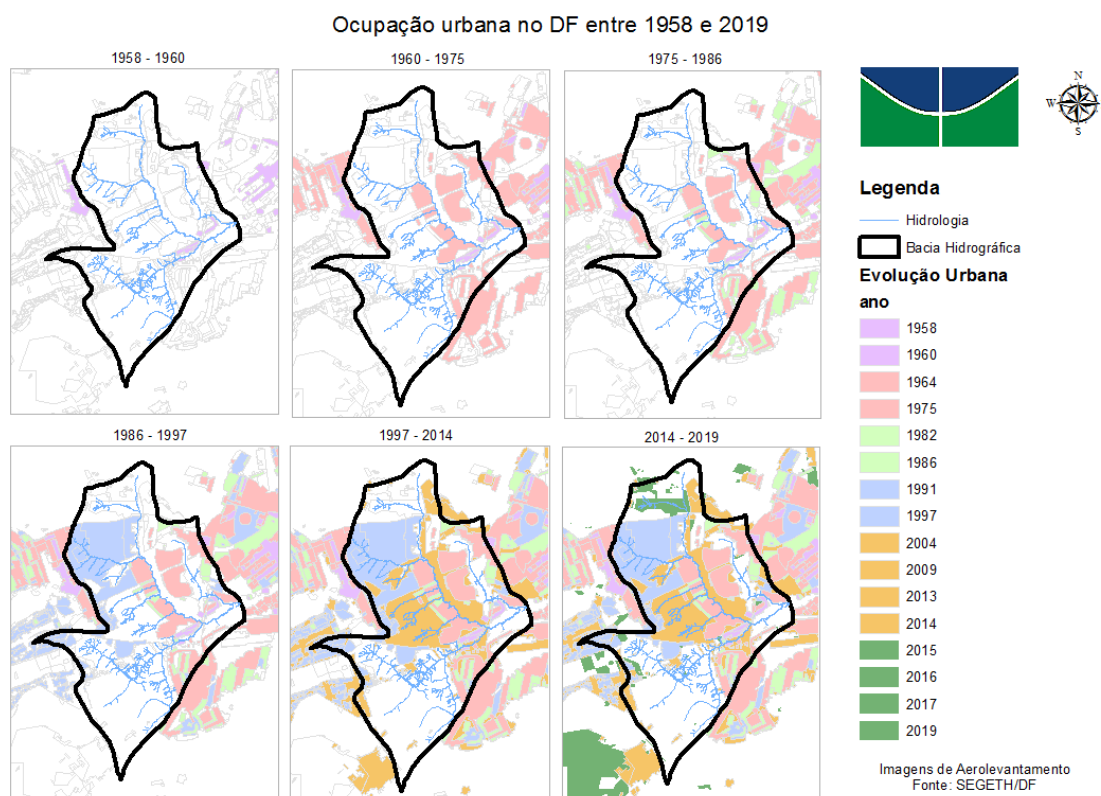 Ocupação urbana no DF entre 1958 e 2019
1958 - 1960
1960 - 1975
1975 - 1986
N
W
E
S
Legenda
Hidrologia
Bacia Hidrográfica
Evolução Urbana
ano
1958
1960
1964
1975
1982
1986
1991
1997
2004
2009
2013
2014
2015
2016
2017
2019
1986 - 1997
1997 - 2014
2014 - 2019
Imagens de Aerolevantamento
Fonte: SEGETH/DF